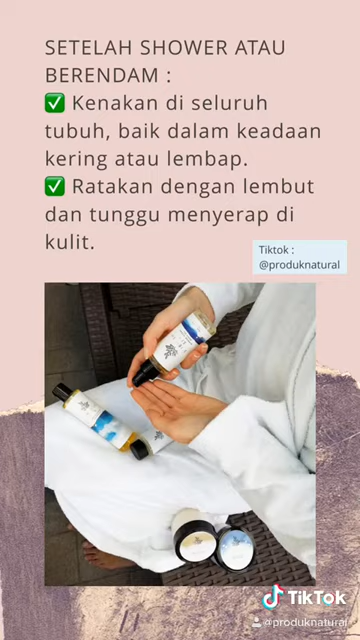 SETELAH SHOWER ATAU
BERENDAM :
✅ Kenakan di seluruh
tubuh, baik dalam keadaan
kering atau lembap.
✅ Ratakan dengan lembut
dan tunggu menyerap di
kulit.
Tiktok :
@produknatural
TikTok
@produknatural